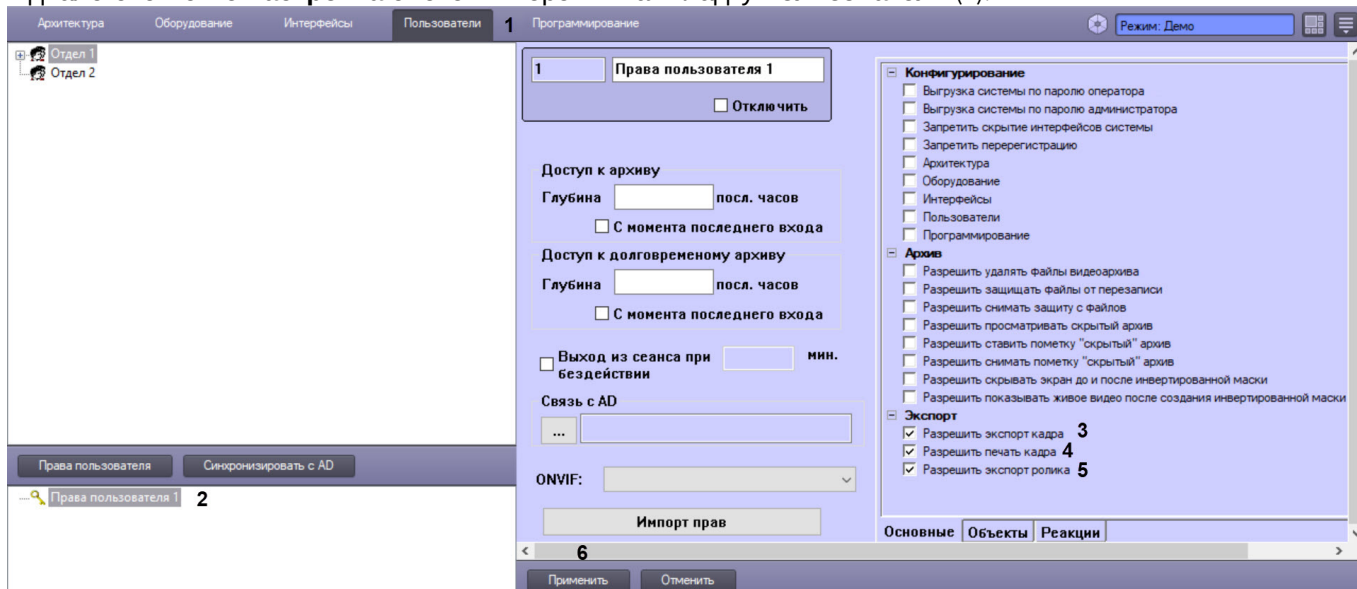 Архитектура Оборудование Интерфейсы Пользователи 1 Программирование Режим: Демо
Отдел 1
Отдел 2
Права пользователя Синхронизировать с AD
Права пользователя 1 2
1 Права пользователя 1
Отключить
Доступ к архиву
Глубина посл. часов
С момента последнего входа
Доступ к долговременому архиву
Глубина посл. часов
С момента последнего входа
Выход из сеанса при мин.
бездействии
Связь с AD
...
ONVIF:
Импорт прав
Конфигурирование
Выгрузка системы по паролю оператора
Выгрузка системы по паролю администратора
Запретить скрытие интерфейсов системы
Запретить перерегистрацию
Архитектура
Оборудование
Интерфейсы
Пользователи
Программирование
Архив
Разрешить удалять файлы видеоархива
Разрешить защищать файлы от перезаписи
Разрешить снимать защиту с файлов
Разрешить просматривать скрытый архив
Разрешить ставить пометку "скрытый" архив
Разрешить снимать пометку "скрытый" архив
Разрешить скрывать экран до и после инвертированной маски
Разрешить показывать живое видео после создания инвертированной маски
Экспорт
Разрешить экспорт кадра 3
Разрешить печать кадра 4
Разрешить экспорт ролика 5
Основные Объекты Реакции
6
Применить Отменить